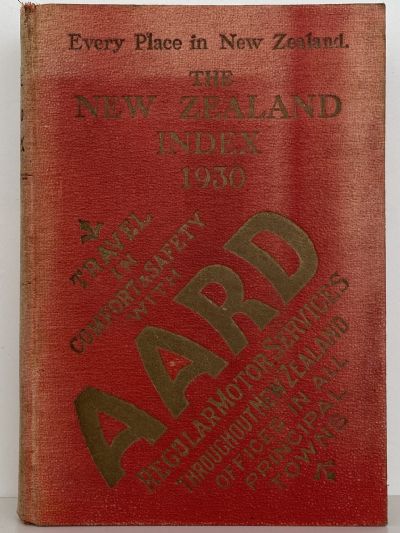 Every Place in New Zealand.
THE
NEW ZEALAND
INDEX
1930
TRAVEL
IN
COMFORT & SAFETY
WITH
AARD
REGULAR MOTOR SERVICES
THROUGHOUT NEW ZEALAND
OFFICES IN ALL
PRINCIPAL
TOWNS